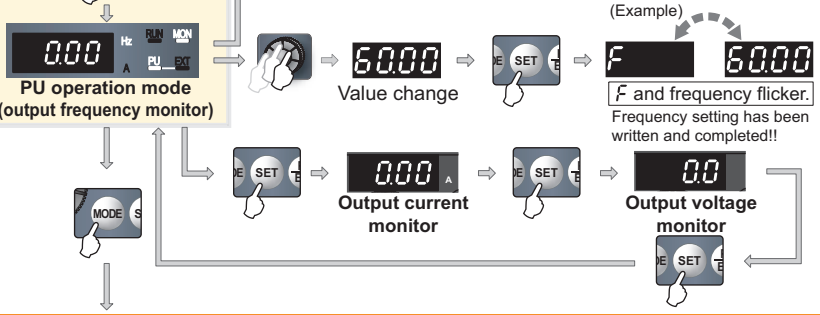 (Example)
0.00
Hz
RUN
MON
A
PU
EXT
PU operation mode
(output frequency monitor)
60.00
Value change
SET
F
60.00
F and frequency flicker.
Frequency setting has been
written and completed!!
SET
0.00
A
Output current
monitor
SET
0.0
Output voltage
monitor
MODE
SET